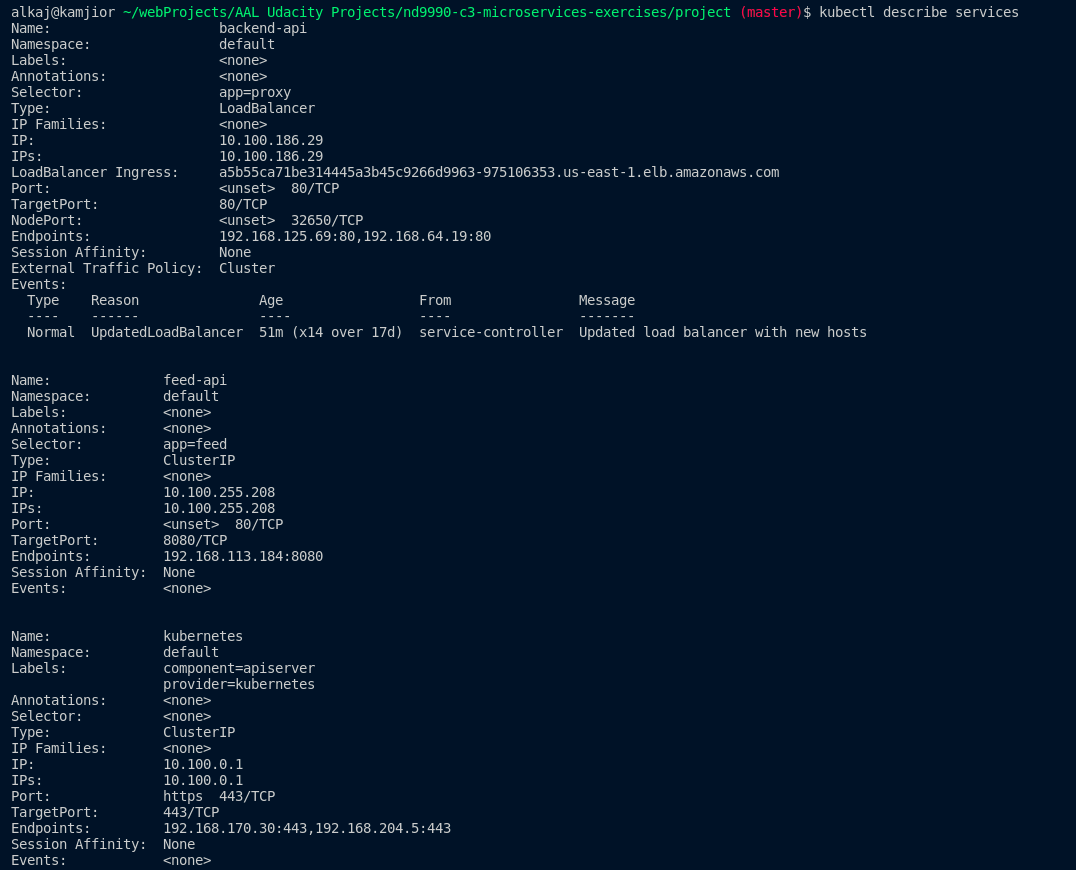 alkaj@kamjior ~/webProjects/AAL Udacity Projects/nd9990-c3-microservices-exercises/project (master)$ kubectl describe services
Name:                     backend-api
Namespace:                default
Labels:                   <none>
Annotations:              <none>
Selector:                 app=proxy
Type:                     LoadBalancer
IP Families:              <none>
IP:                       10.100.186.29
IPs:                      10.100.186.29
LoadBalancer Ingress:     a5b55ca71be314445a3b45c9266d9963-975106353.us-east-1.elb.amazonaws.com
Port:                     <unset>  80/TCP
TargetPort:               80/TCP
NodePort:                 <unset>  32650/TCP
Endpoints:                192.168.125.69:80,192.168.64.19:80
Session Affinity:         None
External Traffic Policy:  Cluster
Events:
  Type    Reason               Age                 From                Message
  ----    ------               ----                ----                -------
  Normal  UpdatedLoadBalancer  51m (x14 over 17d)  service-controller  Updated load balancer with new hosts
Name:              feed-api
Namespace:         default
Labels:            <none>
Annotations:       <none>
Selector:          app=feed
Type:              ClusterIP
IP Families:       <none>
IP:                10.100.255.208
IPs:               10.100.255.208
Port:              <unset>  80/TCP
TargetPort:        8080/TCP
Endpoints:         192.168.113.184:8080
Session Affinity:  None
Events:            <none>
Name:              kubernetes
Namespace:         default
Labels:            component=apiserver
                   provider=kubernetes
Annotations:       <none>
Selector:          <none>
Type:              ClusterIP
IP Families:       <none>
IP:                10.100.0.1
IPs:               10.100.0.1
Port:              https  443/TCP
TargetPort:        443/TCP
Endpoints:         192.168.170.30:443,192.168.204.5:443
Session Affinity:  None
Events:            <none>